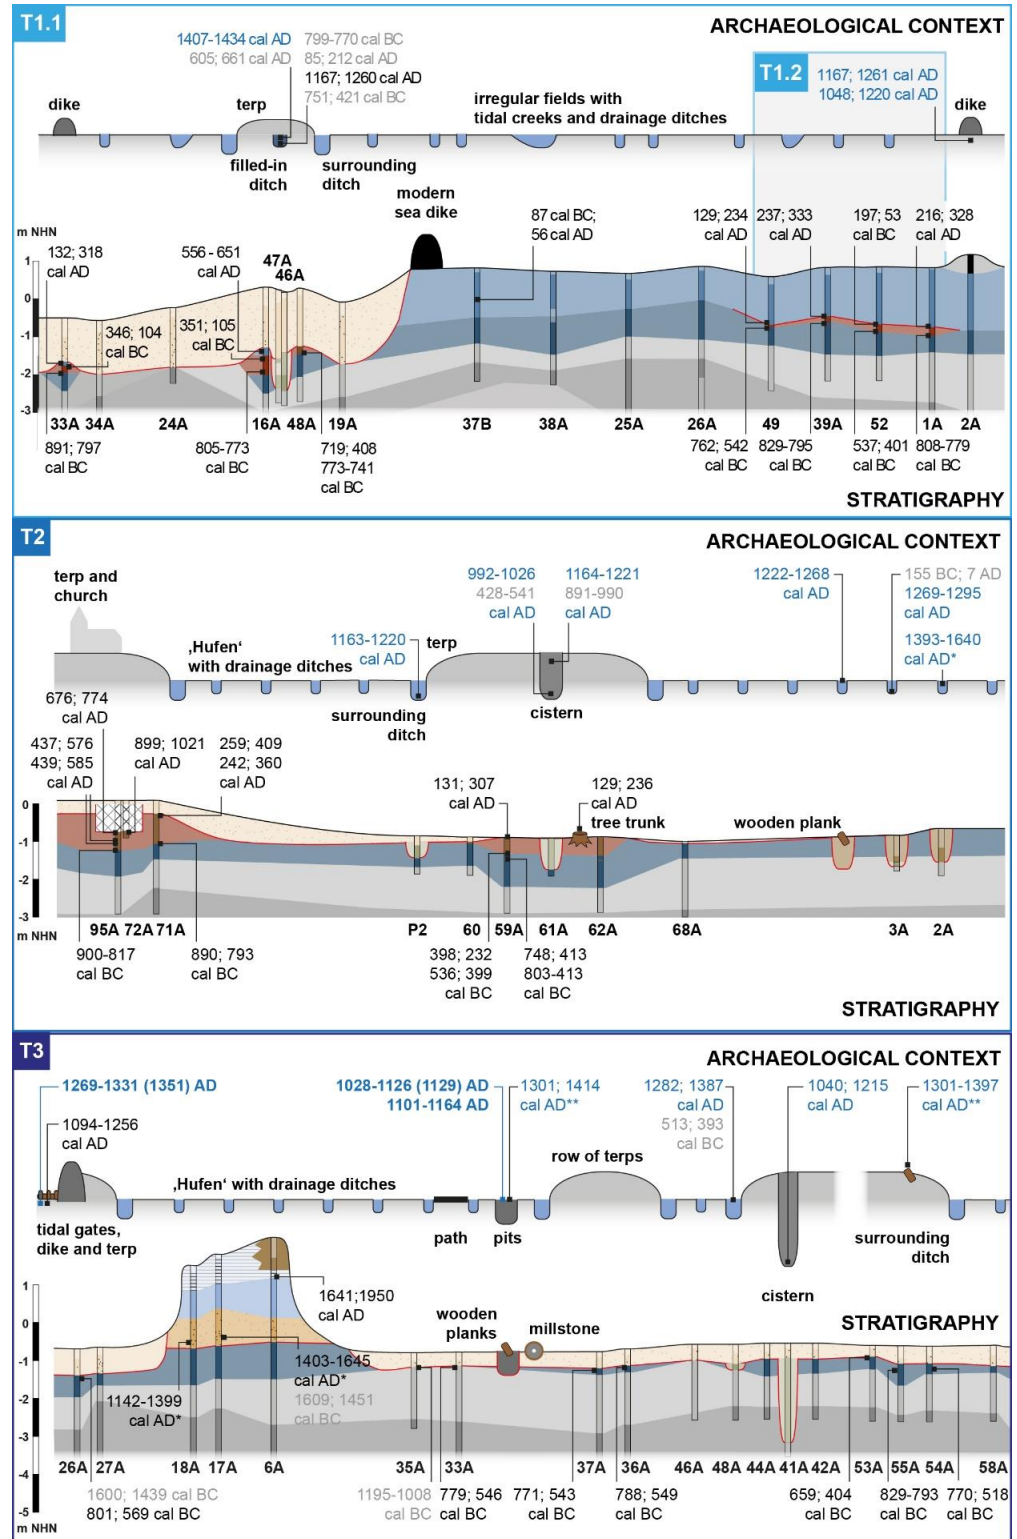 T1.1
ARCHAEOLOGICAL CONTEXT
1407-1434 cal AD
605; 661 cal AD
799-770 cal BC
85; 212 cal AD
1167; 1260 cal AD
751; 421 cal BC
T1.2
1167; 1261 cal AD
1048; 1220 cal AD
dike
terp
irregular fields with
tidal creeks and drainage ditches
dike
filled-in
ditch
surrounding
ditch
modern
sea dike
m NHN
132; 318
cal AD
556 - 651
cal AD
47A
46A
87 cal BC;
56 cal AD
129; 234
cal AD
237; 333
cal AD
197; 53
cal BC
216; 328
cal AD
1
0
-1
-2
-3
346; 104
cal BC
351; 105
cal BC
33A 34A 24A 16A 48A 19A 37B 38A 25A 26A 49 39A 52 1A 2A
891; 797
cal BC
805-773
cal BC
719; 408
773-741
cal BC
762; 542
cal BC
829-795
cal BC
537; 401
cal BC
808-779
cal BC
STRATIGRAPHY
T2
ARCHAEOLOGICAL CONTEXT
terp and
church
992-1026
428-541
cal AD
1164-1221
891-990
cal AD
1222-1268
cal AD
155 BC; 7 AD
1269-1295
cal AD
1393-1640
cal AD*
‚Hufen‘
with drainage ditches
1163-1220
cal AD
terp
surrounding
ditch
cistern
676; 774
cal AD
437; 576
439; 585
cal AD
899; 1021
cal AD
259; 409
242; 360
cal AD
131; 307
cal AD
129; 236
cal AD
tree trunk
wooden plank
0
-1
-2
-3
m NHN
95A 72A 71A P2 60 59A 61A 62A 68A 3A 2A
900-817
cal BC
890; 793
cal BC
398; 232
536; 399
cal BC
748; 413
803-413
cal BC
STRATIGRAPHY
T3
ARCHAEOLOGICAL CONTEXT
1269-1331 (1351) AD
1094-1256
cal AD
1028-1126 (1129) AD
1101-1164 AD
1301; 1414
cal AD**
1282; 1387
cal AD
513; 393
cal BC
1040; 1215
cal AD
1301-1397
cal AD**
row of terps
‚Hufen‘ with drainage ditches
tidal gates,
dike and terp
path
pits
surrounding
ditch
cistern
STRATIGRAPHY
1641;1950
cal AD
wooden
planks
millstone
1403-1645
cal AD*
1609; 1451
cal BC
1142-1399
cal AD*
1
0
-1
-2
-3
-4
-5
m NHN
26A 27A 18A 17A 6A 35A 33A 37A 36A 46A 48A 44A 41A 42A 53A 55A 54A 58A
1600; 1439 cal BC
801; 569 cal BC
1195-1008
cal BC
779; 546
cal BC
771; 543
cal BC
788; 549
cal BC
659; 404
cal BC
829-793
cal BC
770; 518
cal BC